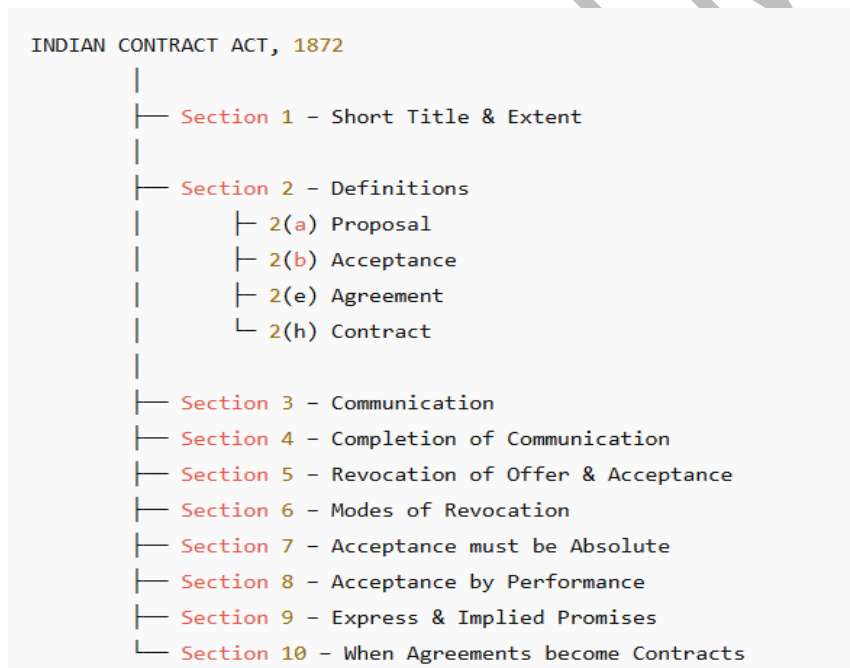 INDIAN CONTRACT ACT, 1872
Section 1 – Short Title & Extent
Section 2 – Definitions
2(a) Proposal
2(b) Acceptance
2(e) Agreement
2(h) Contract
Section 3 – Communication
Section 4 – Completion of Communication
Section 5 – Revocation of Offer & Acceptance
Section 6 – Modes of Revocation
Section 7 – Acceptance must be Absolute
Section 8 – Acceptance by Performance
Section 9 – Express & Implied Promises
Section 10 – When Agreements become Contracts